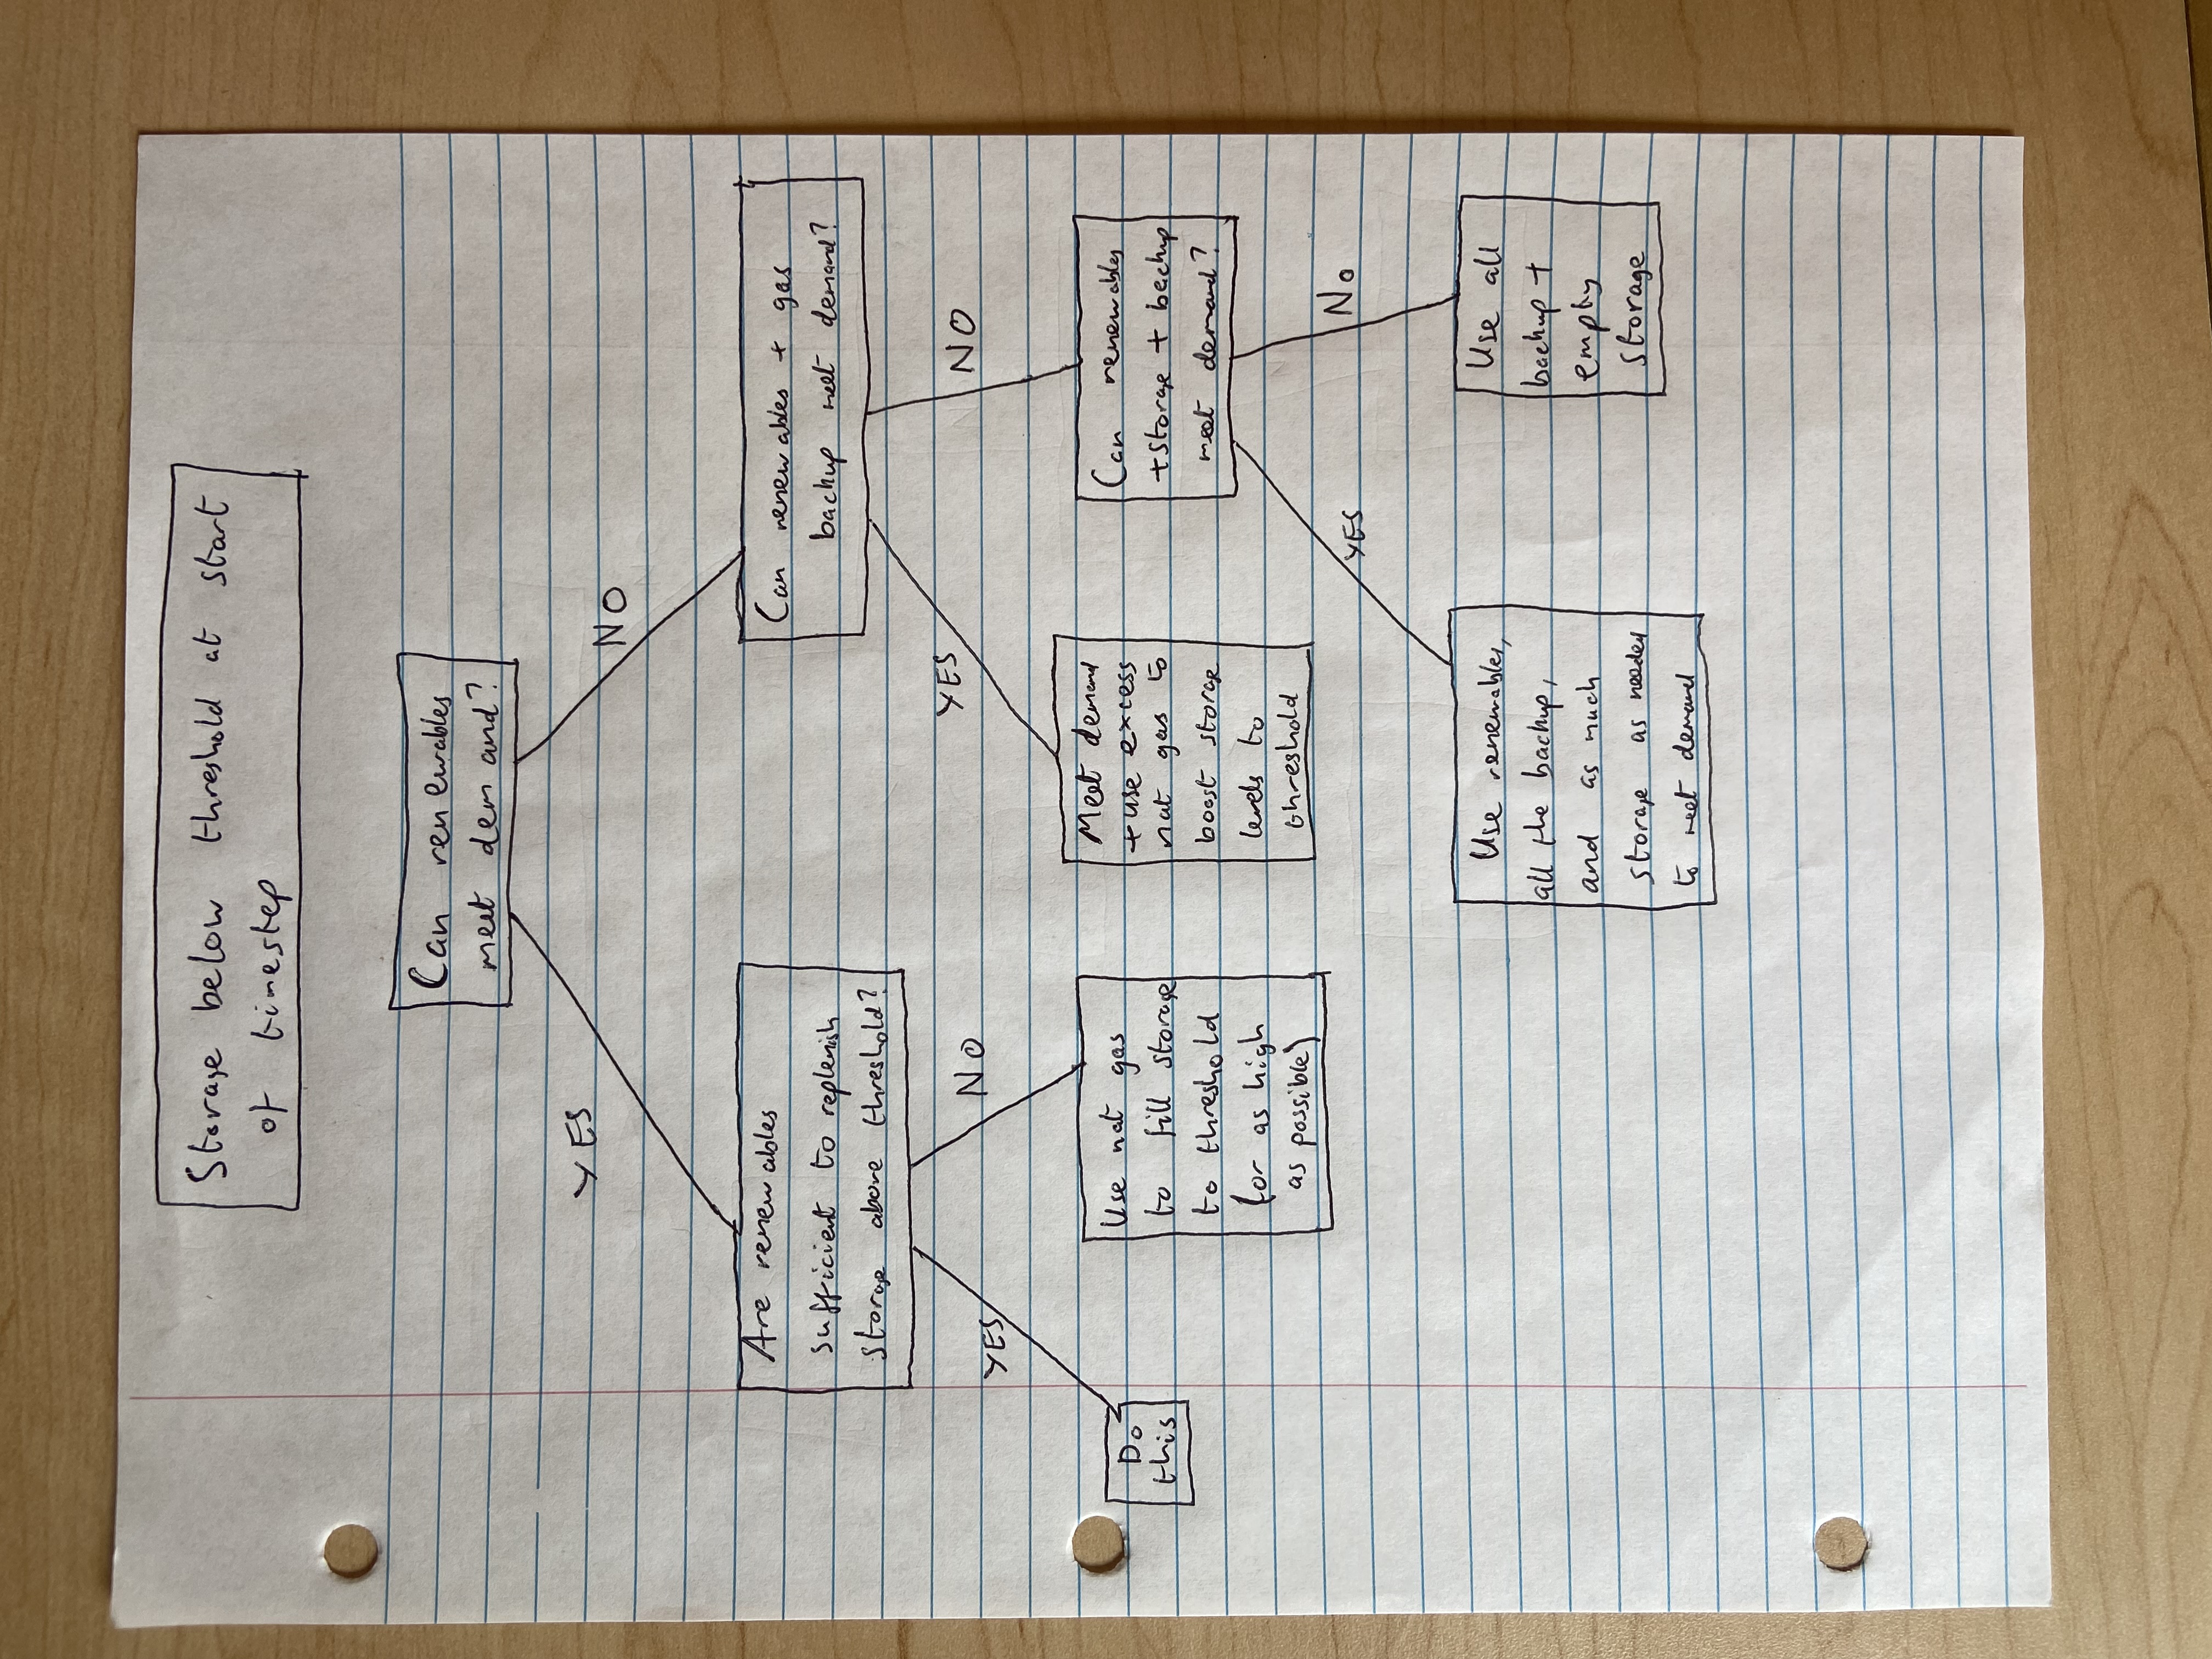 Storage below threshold at start
of timestep
Can renewables
meet demand?
YES
NO
Are renewables
sufficient to replenish
storage above threshold?
Can renewables + gas
backup meet demand?
YES
NO
YES
NO
Do
this
Use nat gas
to fill storage
to threshold
(or as high
as possible)
Meet demand
+ use excess
nat gas to
boost storage
levels to
threshold
Can renewables
+ storage + backup
meet demand?
YES
No
Use renewables,
all the backup,
and as much
storage as needed
to meet demand
Use all
backup +
empty
storage